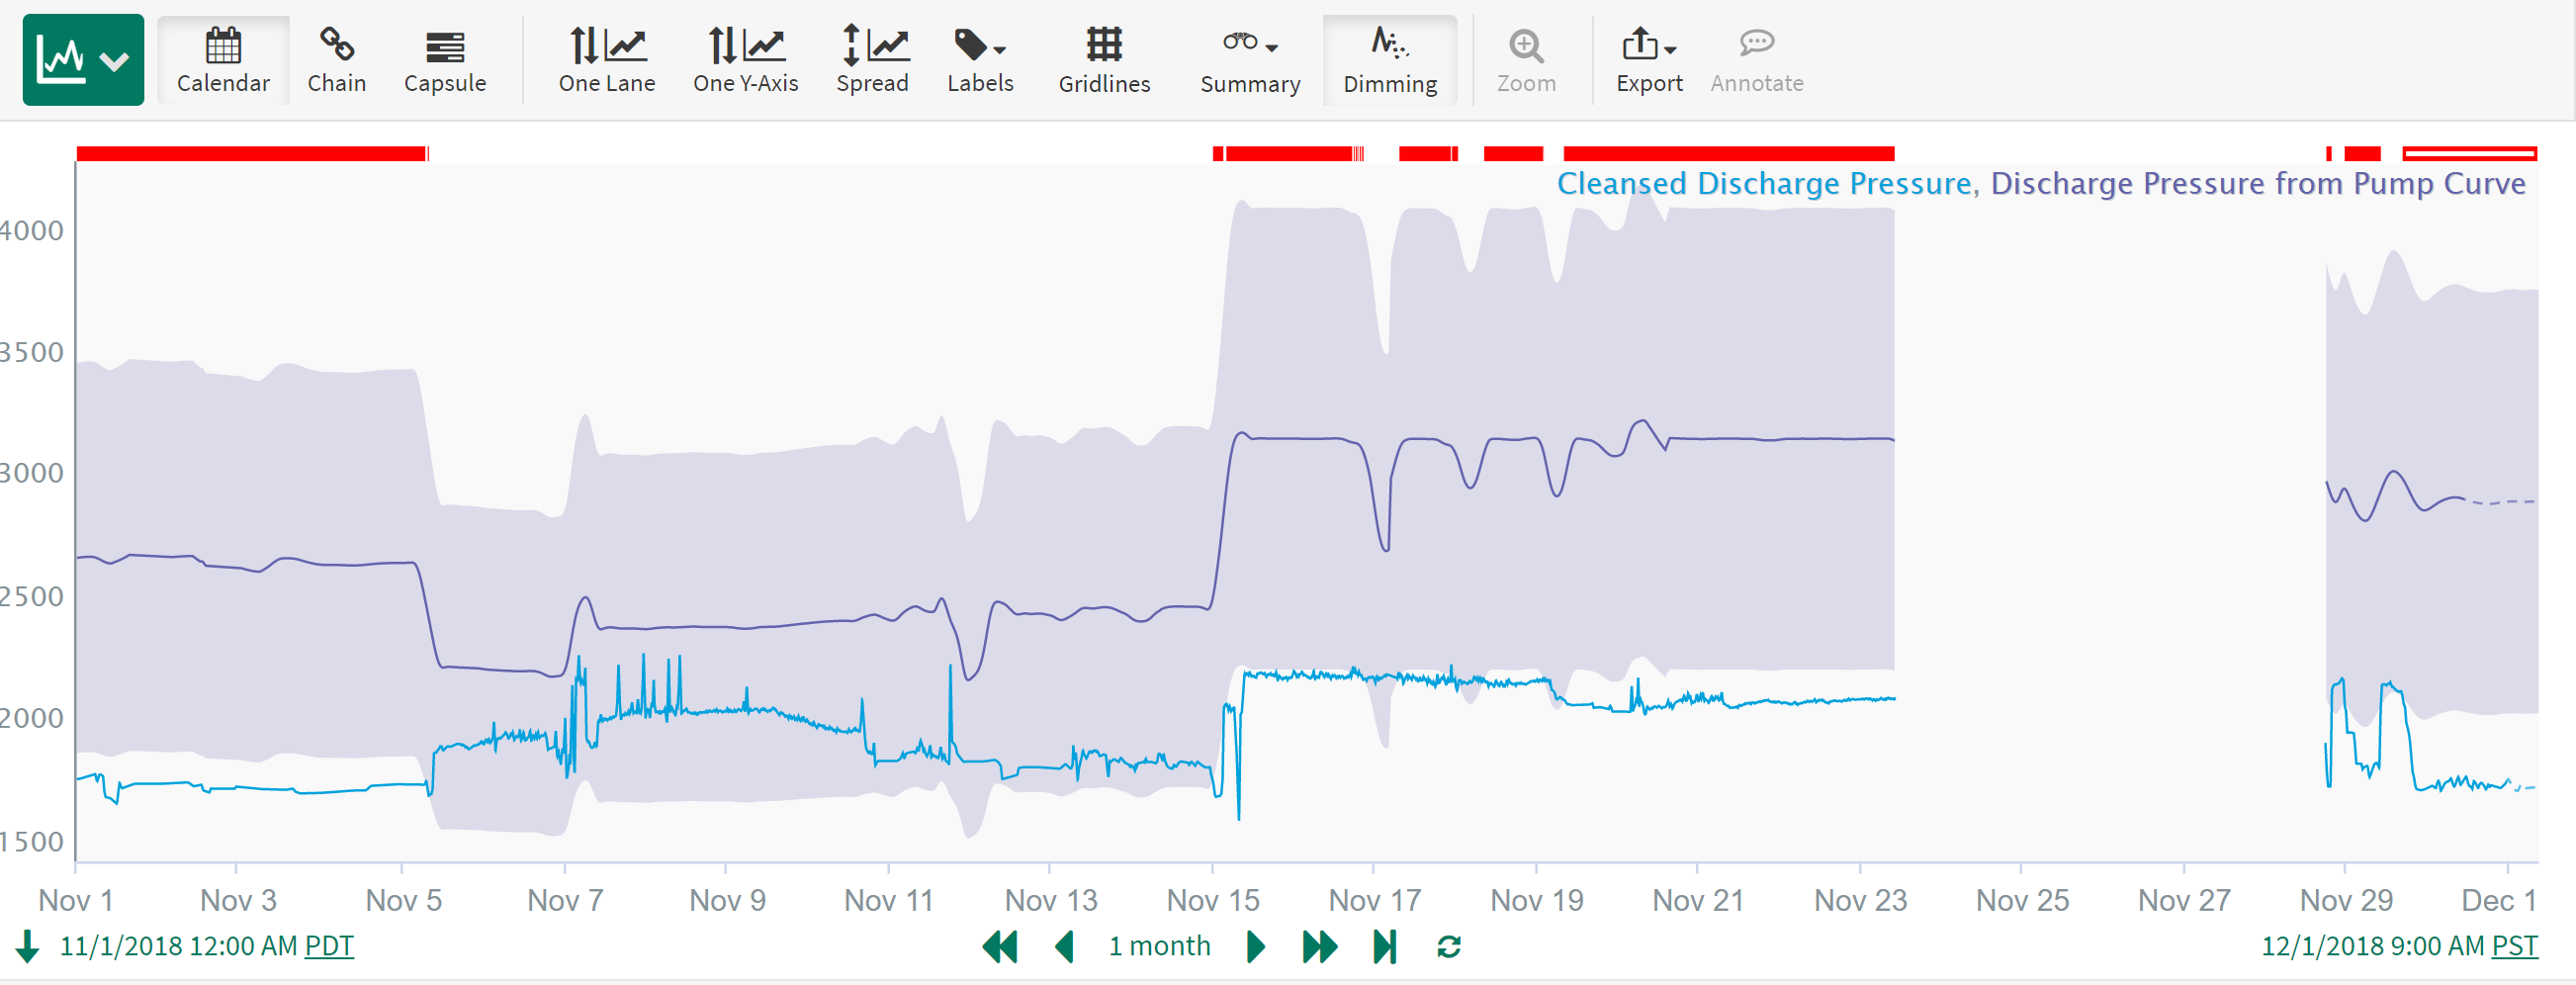 Calendar Chain Capsule One Lane One Y-Axis Spread Labels Gridlines Summary Dimming Zoom Export Annotate
Cleansed Discharge Pressure, Discharge Pressure from Pump Curve
4000
3500
3000
2500
2000
1500
Nov 1 Nov 3 Nov 5 Nov 7 Nov 9 Nov 11 Nov 13 Nov 15 Nov 17 Nov 19 Nov 21 Nov 23 Nov 25 Nov 27 Nov 29 Dec 1
11/1/2018 12:00 AM PDT 1 month 12/1/2018 9:00 AM PST